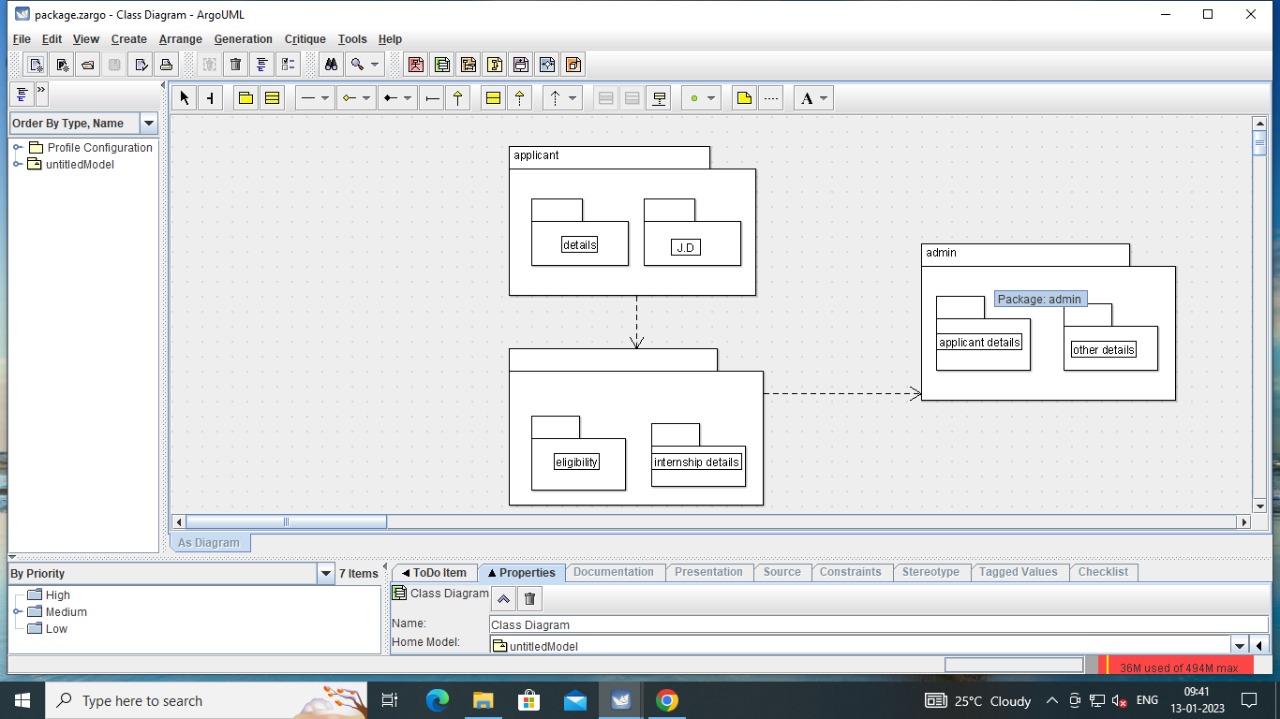 package.zargo - Class Diagram - ArgoUML
File Edit View Create Arrange Generation Critique Tools Help
A
Order By Type, Name
Profile Configuration
untitledModel
applicant
details
J.D
admin
Package: admin
applicant details
other details
eligibility
internship details
As Diagram
By Priority
7 Items
High
Medium
Low
ToDo Item
Properties
Documentation
Presentation
Source
Constraints
Stereotype
Tagged Values
Checklist
Class Diagram
Name:
Class Diagram
Home Model:
untitledModel
36M used of 494M max
Type here to search
25°C Cloudy
ENG
09:41
13-01-2023